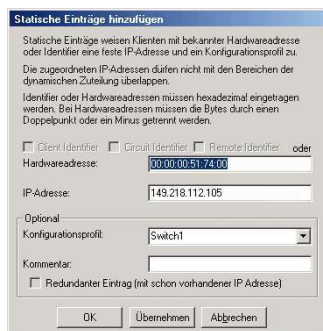 Statische Einträge hinzufügen
Statische Einträge weisen Klienten mit bekannter Hardwareadresse
oder Identifier eine feste IP-Adresse und ein Konfigurationsprofil zu.
Die zugeordneten IP-Adressen dürfen nicht mit den Bereichen der
dynamischen Zuteilung überlappen.
Identifier oder Hardwareadressen müssen hexadezimal eingetragen
werden. Bei Hardwareadressen müssen die Bytes durch einen
Doppelpunkt oder ein Minus getrennt werden.
Client Identifier Circuit Identifier Remote Identifier oder
Hardwareadresse: 00:00:00:51:74:00
IP-Adresse: 149.218.112.105
Optional
Konfigurationsprofil: Switch1
Kommentar:
Redundanter Eintrag (mit schon vorhandener IP Adresse)
OK Übernehmen Abbrechen